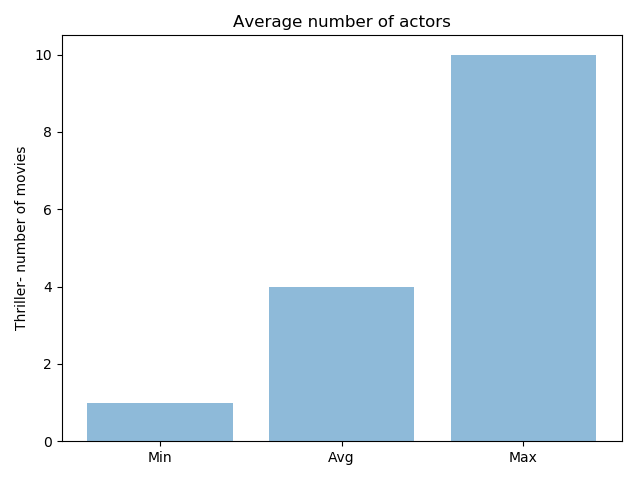 Average number of actors
Thriller- number of movies
10
8
6
4
2
0
Min Avg Max